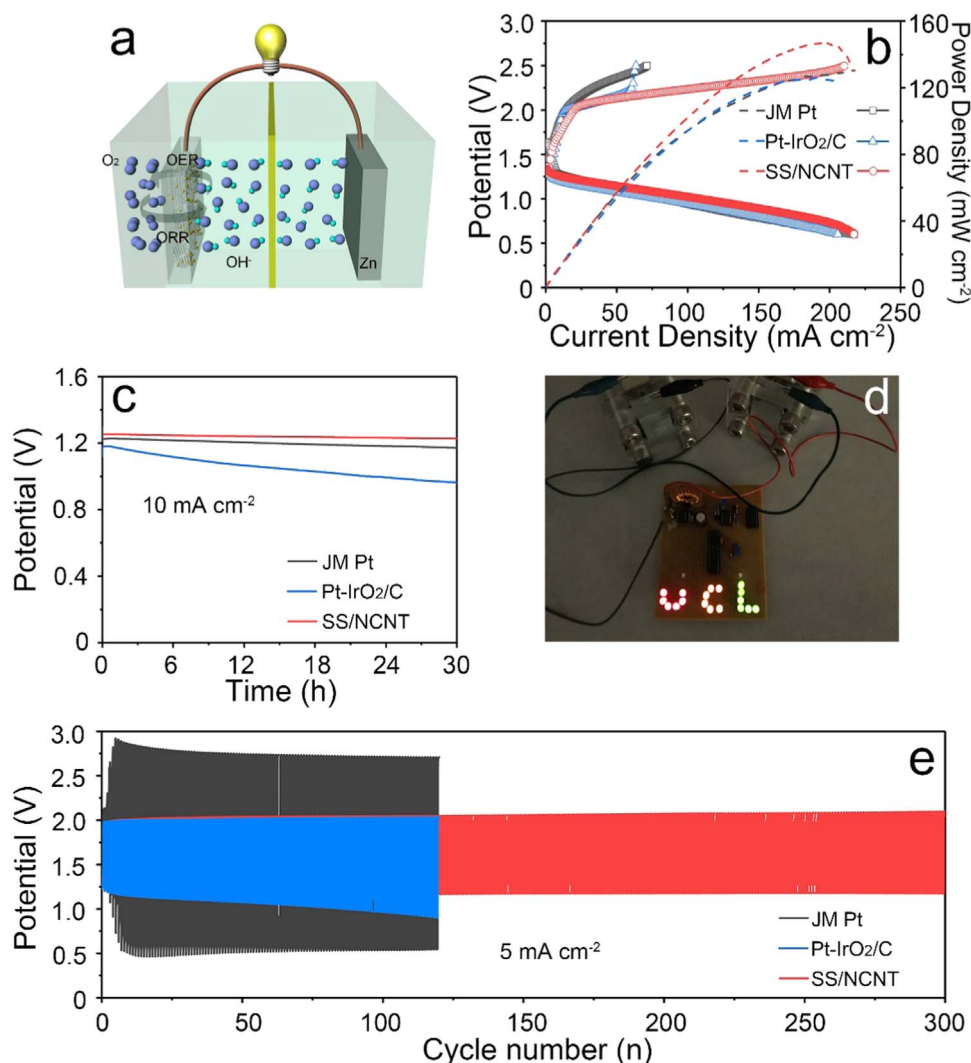 a
O₂
OER
ORR
OH-
Zn
b
3.0
2.5
2.0
1.5
1.0
0.5
0
Potential (V)
0
50
100
150
200
250
Current Density (mA cm⁻²)
160
120
80
40
0
Power Density (mW cm⁻²)
JM Pt
Pt-IrO₂/C
SS/NCNT
c
1.6
1.2
0.8
0.4
0
Potential (V)
10 mA cm⁻²
JM Pt
Pt-IrO₂/C
SS/NCNT
0
6
12
18
24
30
Time (h)
d
UCL
e
3.0
2.5
2.0
1.5
1.0
0.5
0
Potential (V)
5 mA cm⁻²
JM Pt
Pt-IrO₂/C
SS/NCNT
0
50
100
150
200
250
300
Cycle number (n)